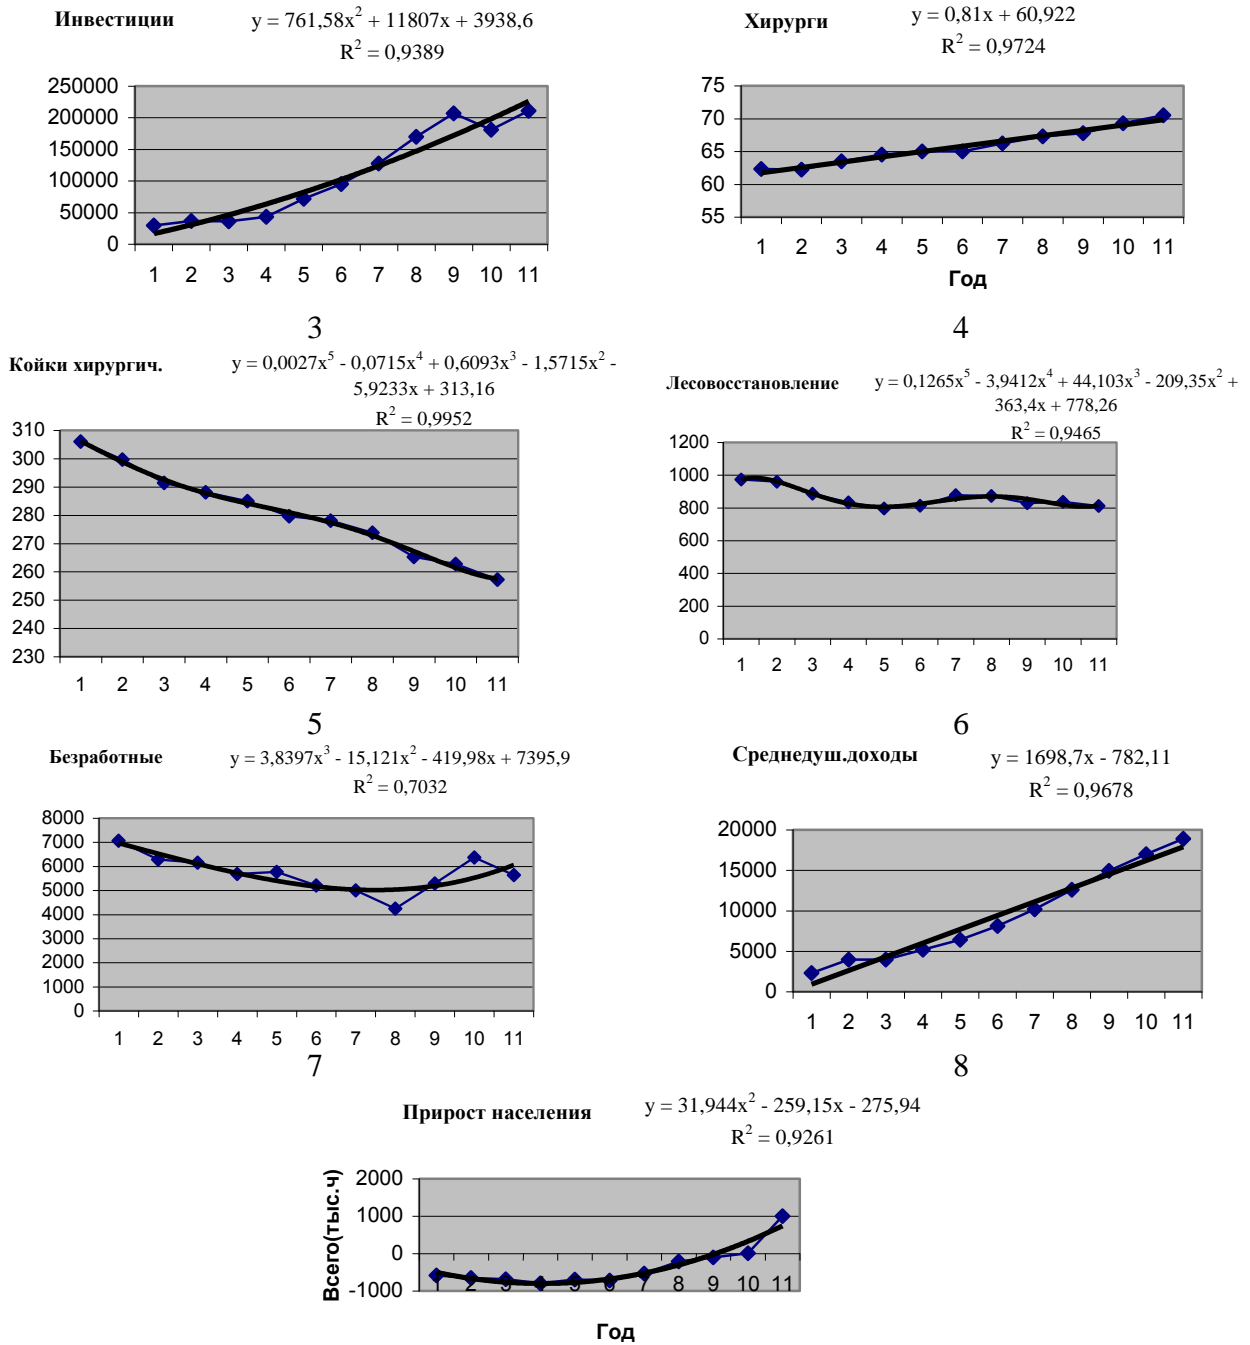 Инвестиции
y = 761,58x² + 11807x + 3938,6
R² = 0,9389
250000
200000
150000
100000
50000
0
1 2 3 4 5 6 7 8 9 10 11
3
Хирурги
y = 0,81x + 60,922
R² = 0,9724
75
70
65
60
55
1 2 3 4 5 6 7 8 9 10 11
Год
4
Койки хирургич.
y = 0,0027x⁵ - 0,0715x⁴ + 0,6093x³ - 1,5715x² -
5,9233x + 313,16
R² = 0,9952
310
300
290
280
270
260
250
240
230
1 2 3 4 5 6 7 8 9 10 11
5
Лесовосстановление
y = 0,1265x⁵ - 3,9412x⁴ + 44,103x³ - 209,35x² +
363,4x + 778,26
R² = 0,9465
1200
1000
800
600
400
200
0
1 2 3 4 5 6 7 8 9 10 11
6
Безработные
y = 3,8397x³ - 15,121x² - 419,98x + 7395,9
R² = 0,7032
8000
7000
6000
5000
4000
3000
2000
1000
0
1 2 3 4 5 6 7 8 9 10 11
7
Среднедуш.доходы
y = 1698,7x - 782,11
R² = 0,9678
20000
15000
10000
5000
0
1 2 3 4 5 6 7 8 9 10 11
8
Прирост населения
y = 31,944x² - 259,15x - 275,94
R² = 0,9261
Всего(тыс.ч)
2000
1000
0
-1000
1 2 3 4 5 6 7 8 9 10 11
Год